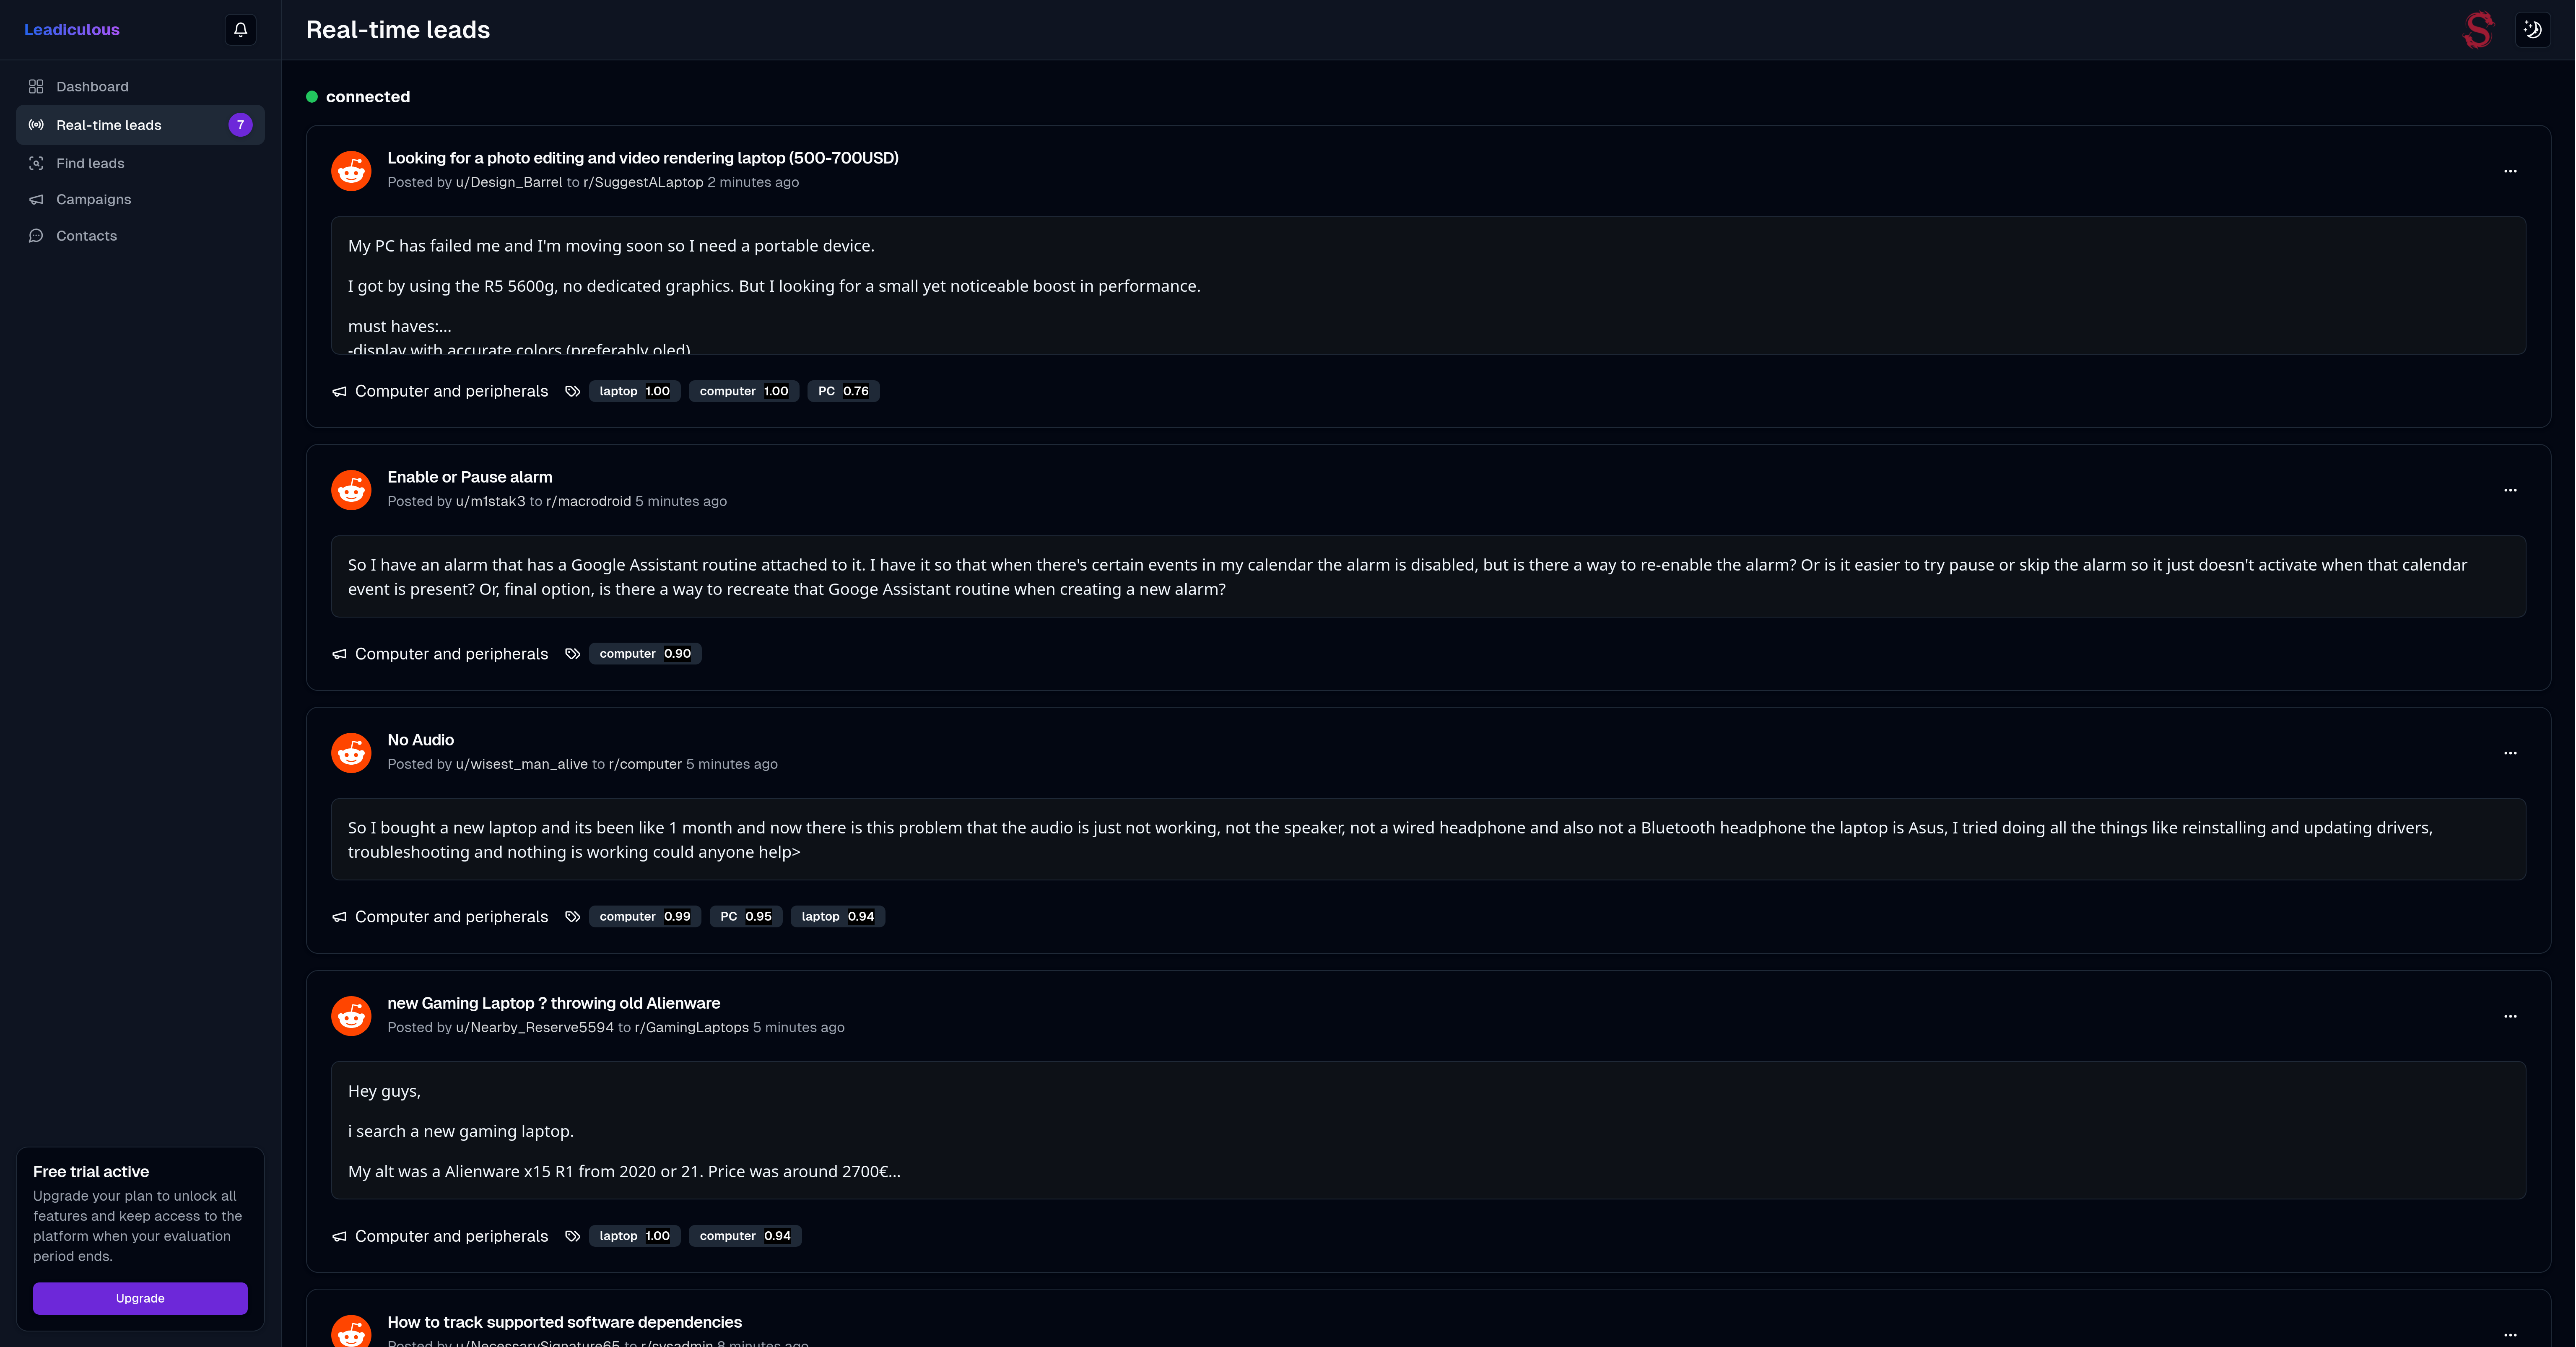 Leadiculous
Real-time leads
Dashboard
Real-time leads 7
Find leads
Campaigns
Contacts
connected
Looking for a photo editing and video rendering laptop (500-700USD)
Posted by u/Design_Barrel to r/SuggestALaptop 2 minutes ago
My PC has failed me and I'm moving soon so I need a portable device.
I got by using the R5 5600g, no dedicated graphics. But I looking for a small yet noticeable boost in performance.
must haves:...
-display with accurate colors (preferably oled)
Computer and peripherals laptop 1.00 computer 1.00 PC 0.76
Enable or Pause alarm
Posted by u/m1stak3 to r/macrodroid 5 minutes ago
So I have an alarm that has a Google Assistant routine attached to it. I have it so that when there's certain events in my calendar the alarm is disabled, but is there a way to re-enable the alarm? Or is it easier to try pause or skip the alarm so it just doesn't activate when that calendar
event is present? Or, final option, is there a way to recreate that Googe Assistant routine when creating a new alarm?
Computer and peripherals computer 0.90
No Audio
Posted by u/wisest_man_alive to r/computer 5 minutes ago
So I bought a new laptop and its been like 1 month and now there is this problem that the audio is just not working, not the speaker, not a wired headphone and also not a Bluetooth headphone the laptop is Asus, I tried doing all the things like reinstalling and updating drivers,
troubleshooting and nothing is working could anyone help>
Computer and peripherals computer 0.99 PC 0.95 laptop 0.94
new Gaming Laptop ? throwing old Alienware
Posted by u/Nearby_Reserve5594 to r/GamingLaptops 5 minutes ago
Hey guys,
i search a new gaming laptop.
My alt was a Alienware x15 R1 from 2020 or 21. Price was around 2700€...
Computer and peripherals laptop 1.00 computer 0.94
How to track supported software dependencies
Posted by u/NecessarySignature65 to r/sysadmin 8 minutes ago
Free trial active
Upgrade your plan to unlock all
features and keep access to the
platform when your evaluation
period ends.
Upgrade